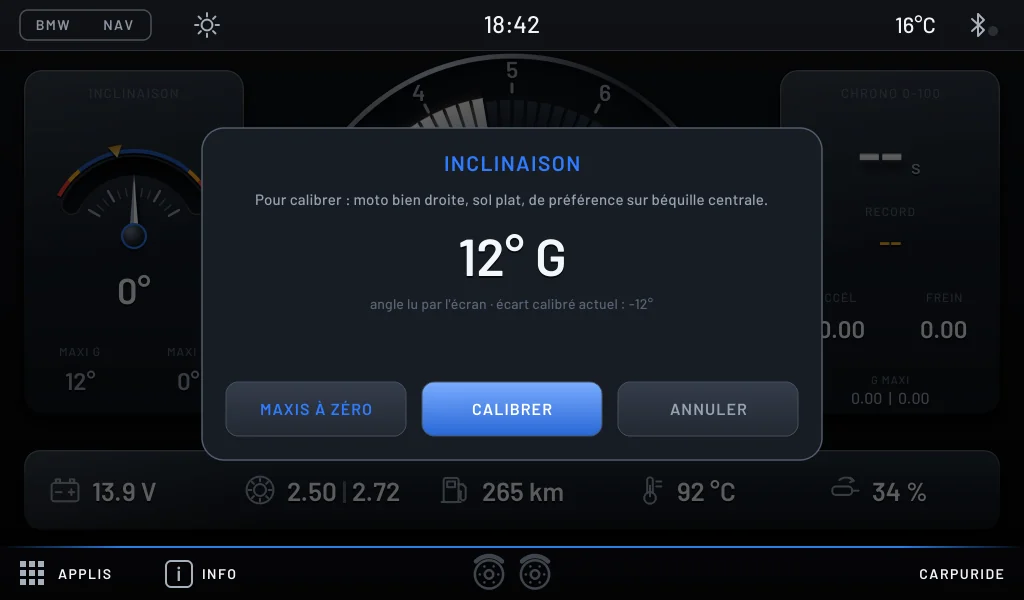 BMW NAV
18:42
16°C
INCLINAISON
0°
MAXI G
MAXI
12°
0°
4
5
6
CHRONO 0-100
-- s
RECORD
--
FREIN
0.00
0.00
G MAXI
0.00 | 0.00
INCLINAISON
Pour calibrer : moto bien droite, sol plat, de préférence sur béquille centrale.
12° G
angle lu par l'écran · écart calibré actuel : -12°
MAXIS À ZÉRO
CALIBRER
ANNULER
13.9 V
2.50 | 2.72
265 km
92 °C
34 %
APPLIS
i INFO
CARPURIDE